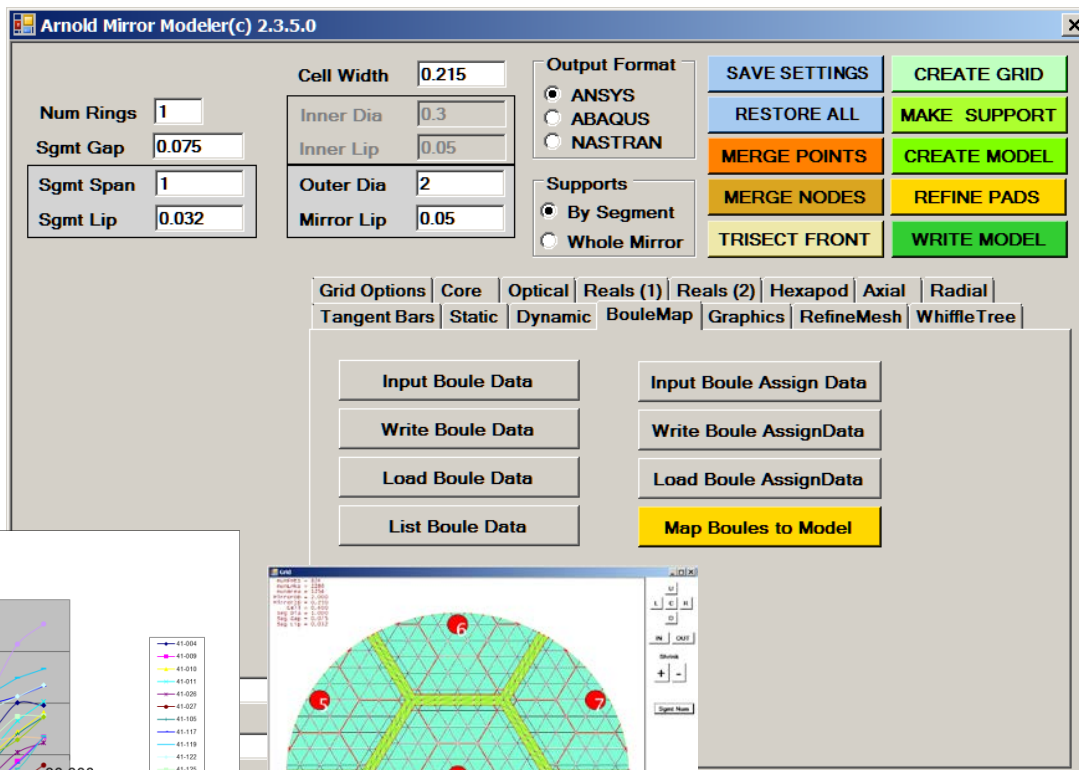 Arnold Mirror Modeler(c) 2.3.5.0
Num Rings 1
Sgmt Gap 0.075
Sgmt Span 1
Sgmt Lip 0.032
Cell Width 0.215
Inner Dia 0.3
Inner Lip 0.05
Outer Dia 2
Mirror Lip 0.05
Output Format
ANSYS
ABAQUS
NASTRAN
Supports
By Segment
Whole Mirror
SAVE SETTINGS
RESTORE ALL
MERGE POINTS
MERGE NODES
TRISECT FRONT
CREATE GRID
MAKE SUPPORT
CREATE MODEL
REFINE PADS
WRITE MODEL
Grid Options Core Optical Reals (1) Reals (2) Hexapod Axial Radial
Tangent Bars Static Dynamic BouleMap Graphics RefineMesh WhiffleTree
Input Boule Data
Write Boule Data
Load Boule Data
List Boule Data
Input Boule Assign Data
Write Boule AssignData
Load Boule AssignData
Map Boules to Model
41-004
41-009
41-010
41-011
41-026
41-027
41-105
41-117
41-119
41-122
Grid
6
5
7
U
L C R
D
IN OUT
Shrink
+ -
Sgmt Num